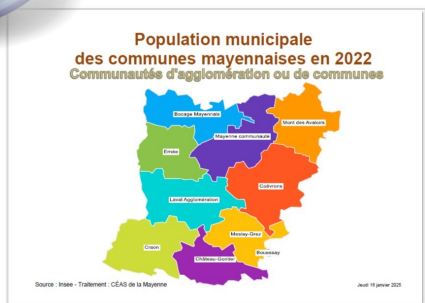 Population municipale
des communes mayennaises en 2022
Communautés d'agglomération ou de communes
Bocage Mayennais
Mont des Avaloirs
Mayenne communauté
Ernée
Coëvrons
Laval Agglomération
Meslay-Grez
Craon
Bouessay
Château-Gontier
Source : Insee - Traitement : CÉAS de la Mayenne
Jeudi 16 janvier 2025